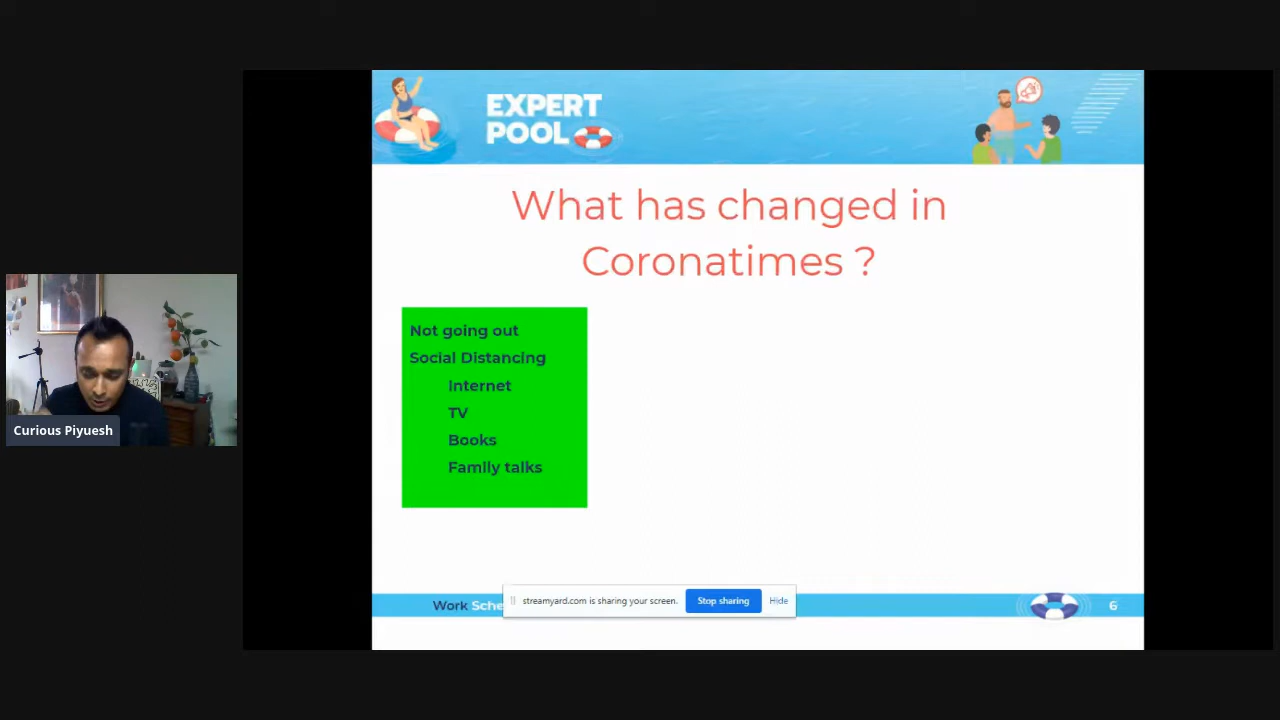 EXPERT
POOL
What has changed in
Coronatimes ?
Not going out
Social Distancing
Internet
TV
Books
Family talks
Curious Piyuesh
Work Sche
streamyard.com is sharing your screen.
Stop sharing
Hide
6